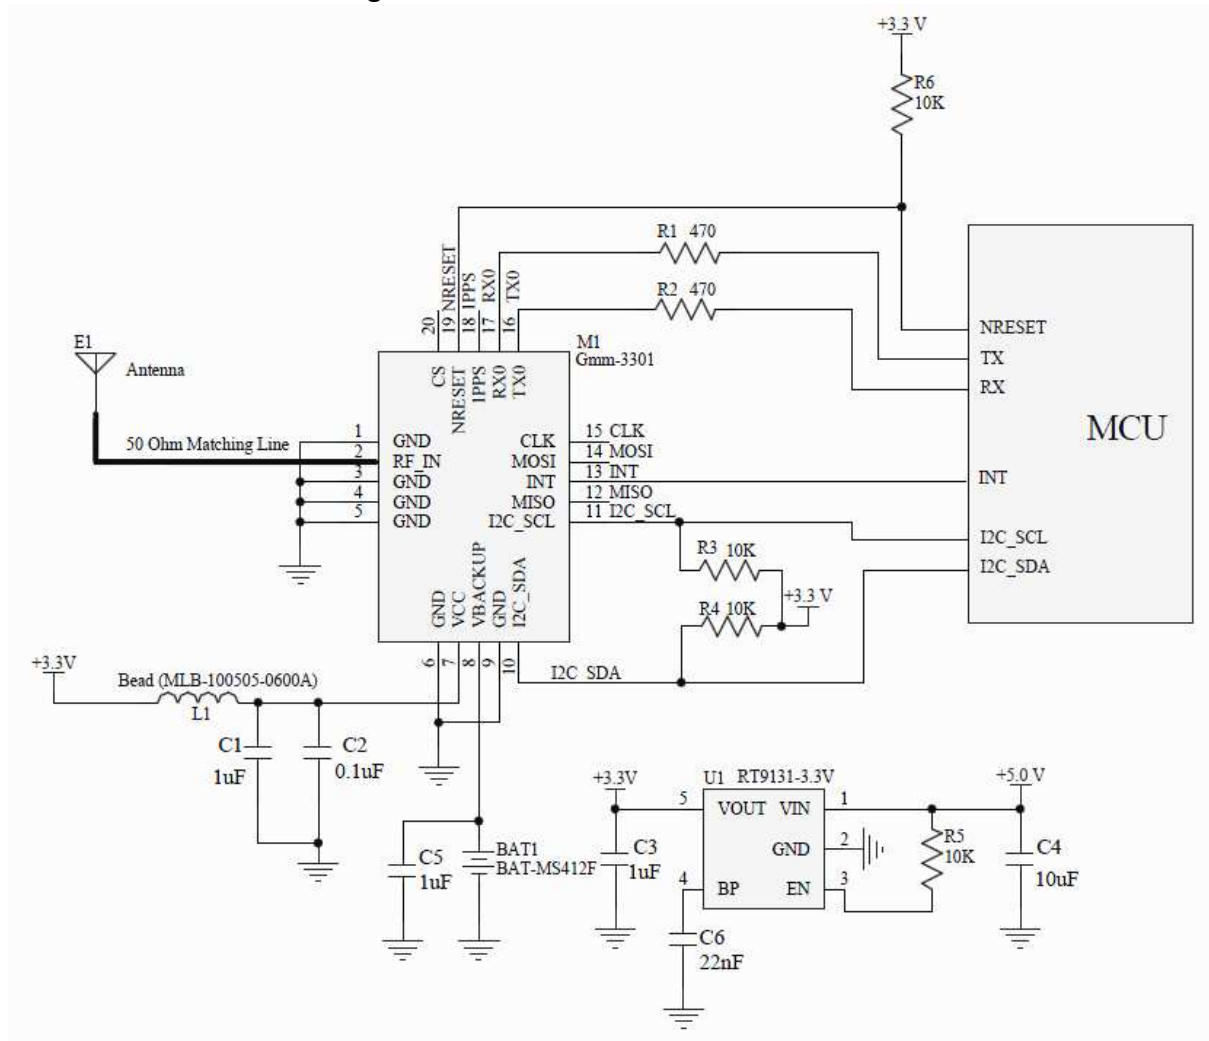 +3.3 V
R6
10K
R1 470
R2 470
NRESET
1PPS
RX0
TX0
20
19
18
17
16
M1
Gmm-3301
E1
Antenna
50 Ohm Matching Line
CS
NRESET
1PPS
RX0
TX0
1
2
3
4
5
GND
RF_IN
GND
GND
GND
CLK
MOSI
INT
MISO
I2C_SCL
15 CLK
14 MOSI
13 INT
12 MISO
11 I2C_SCL
GND
VCC
VBACKUP
GND
I2C_SDA
6
7
8
9
10
NRESET
TX
RX
MCU
INT
I2C_SCL
I2C_SDA
R3 10K
+3.3 V
R4 10K
I2C SDA
+3.3V
Bead (MLB-100505-0600A)
L1
C1
1uF
C2
0.1uF
C5
1uF
BAT1
BAT-MS412F
+3.3V
U1 RT9131-3.3V
+5.0 V
5
VOUT VIN
1
GND
2
4
BP
EN
3
C3
1uF
R5
10K
C4
10uF
C6
22nF